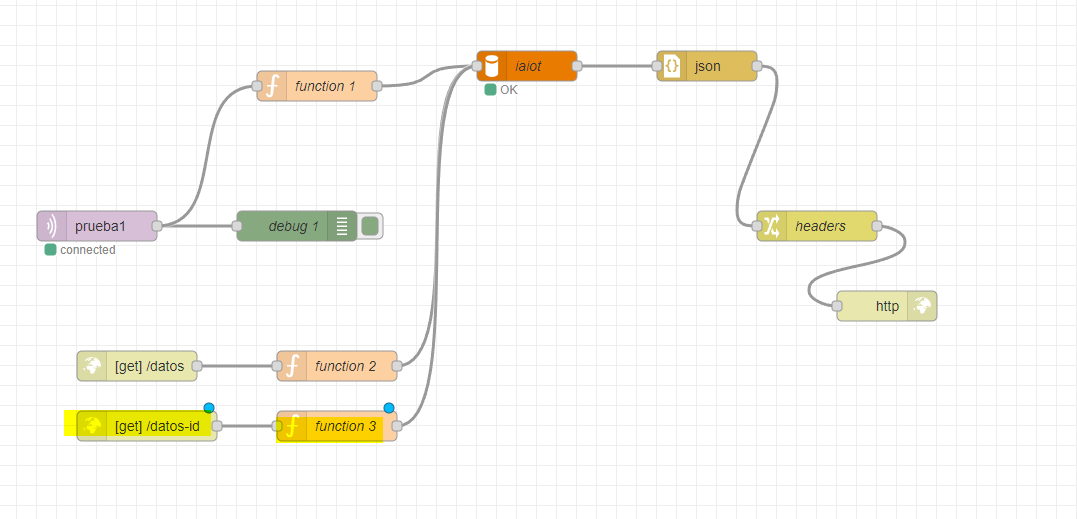 iaiot
json
OK
function 1
prueba1
debug 1
headers
connected
http
[get] /datos
function 2
[get] /datos-id
function 3